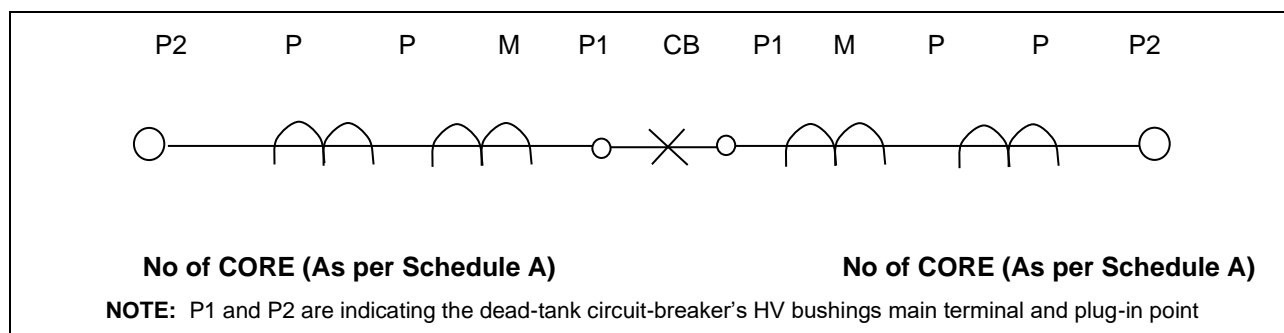 P2 P P M P1 CB P1 M P P P2
No of CORE (As per Schedule A) No of CORE (As per Schedule A)
NOTE: P1 and P2 are indicating the dead-tank circuit-breaker's HV bushings main terminal and plug-in point